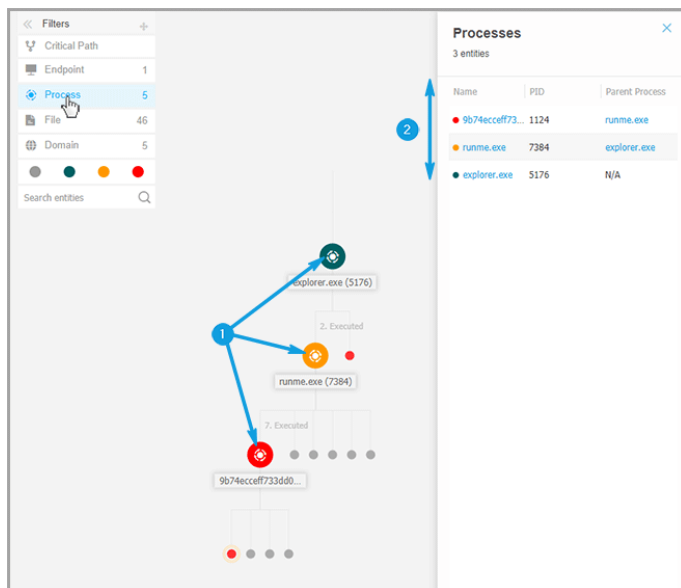 Filters
Critical Path
Endpoint 1
Process 5
File 46
Domain 5
Search entities
Processes
3 entities
Name PID Parent Process
9b74ecceff73... 1124 runme.exe
runme.exe 7384 explorer.exe
explorer.exe 5176 N/A
2
explorer.exe (5176)
1
2. Executed
runme.exe (7384)
7. Executed
9b74ecceff733dd0...